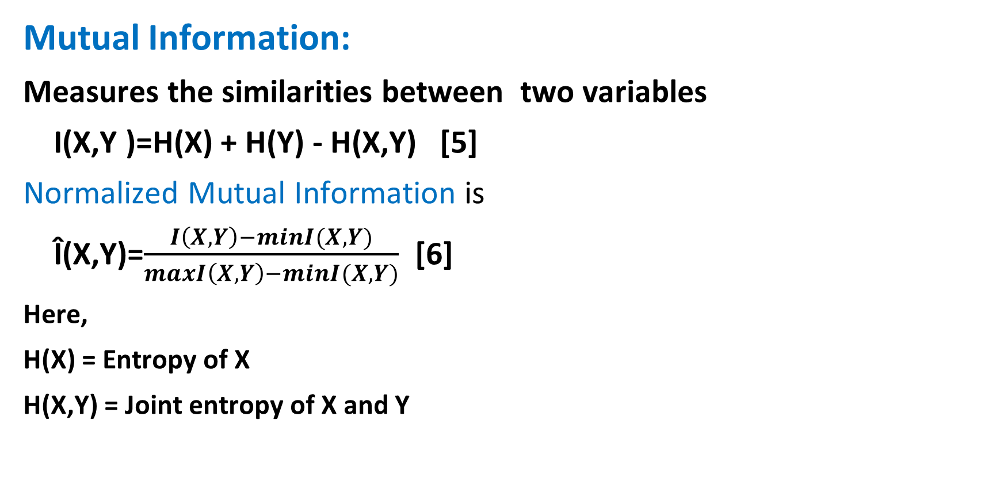 Mutual Information:
Measures the similarities between  two variables
I(X,Y )=H(X) + H(Y) - H(X,Y)   [5]
Normalized Mutual Information is
Î(X,Y)=\frac{I(X,Y)−minI(X,Y)}{maxI(X,Y)−minI(X,Y)}  [6]
Here,
H(X) = Entropy of X
H(X,Y) = Joint entropy of X and Y